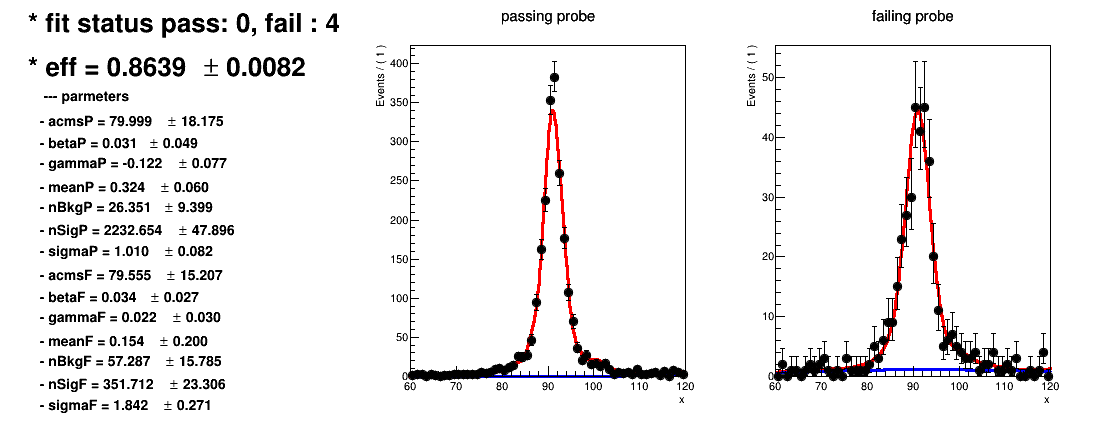 * fit status pass: 0, fail : 4
* eff = 0.8639 ± 0.0082
--- parmeters
- acmsP = 79.999 ± 18.175
- betaP = 0.031 ± 0.049
- gammaP = -0.122 ± 0.077
- meanP = 0.324 ± 0.060
- nBkgP = 26.351 ± 9.399
- nSigP = 2232.654 ± 47.896
- sigmaP = 1.010 ± 0.082
- acmsF = 79.555 ± 15.207
- betaF = 0.034 ± 0.027
- gammaF = 0.022 ± 0.030
- meanF = 0.154 ± 0.200
- nBkgF = 57.287 ± 15.785
- nSigF = 351.712 ± 23.306
- sigmaF = 1.842 ± 0.271
passing probe
Events / ( 1 )
400
350
300
250
200
150
100
50
0
60 70 80 90 100 110 120
x
failing probe
Events / ( 1 )
50
40
30
20
10
0
60 70 80 90 100 110 120
x